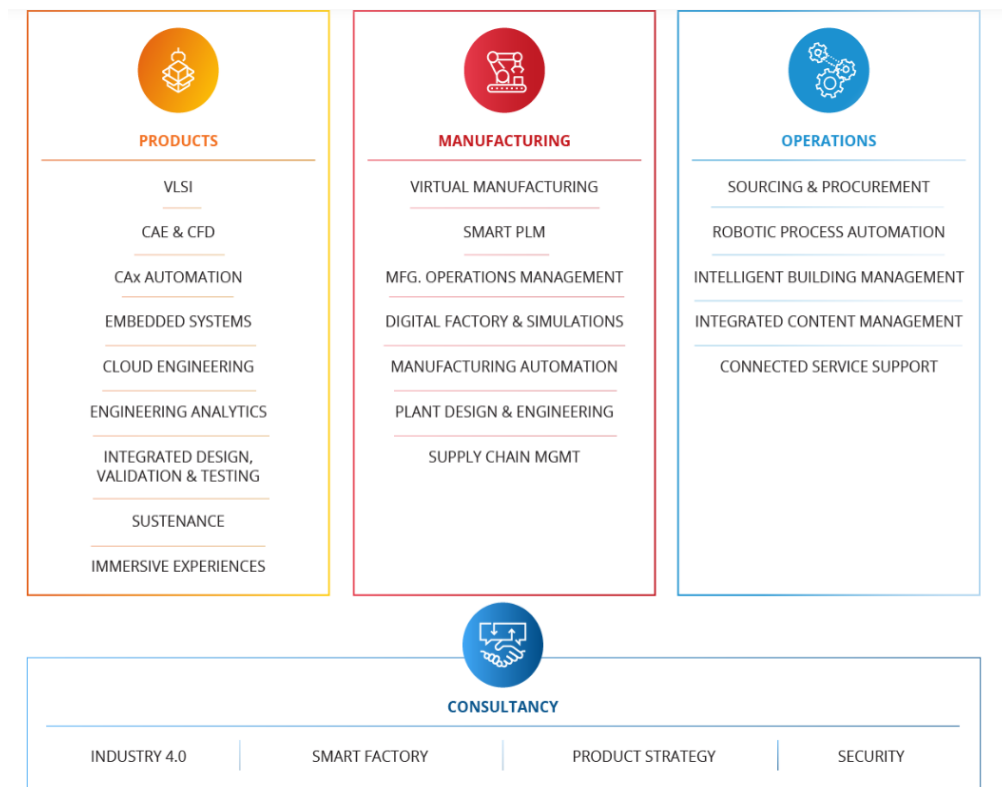 PRODUCTS
VLSI
CAE & CFD
CAx AUTOMATION
EMBEDDED SYSTEMS
CLOUD ENGINEERING
ENGINEERING ANALYTICS
INTEGRATED DESIGN,
VALIDATION & TESTING
SUSTENANCE
IMMERSIVE EXPERIENCES
MANUFACTURING
VIRTUAL MANUFACTURING
SMART PLM
MFG. OPERATIONS MANAGEMENT
DIGITAL FACTORY & SIMULATIONS
MANUFACTURING AUTOMATION
PLANT DESIGN & ENGINEERING
SUPPLY CHAIN MGMT
OPERATIONS
SOURCING & PROCUREMENT
ROBOTIC PROCESS AUTOMATION
INTELLIGENT BUILDING MANAGEMENT
INTEGRATED CONTENT MANAGEMENT
CONNECTED SERVICE SUPPORT
CONSULTANCY
INDUSTRY 4.0
SMART FACTORY
PRODUCT STRATEGY
SECURITY